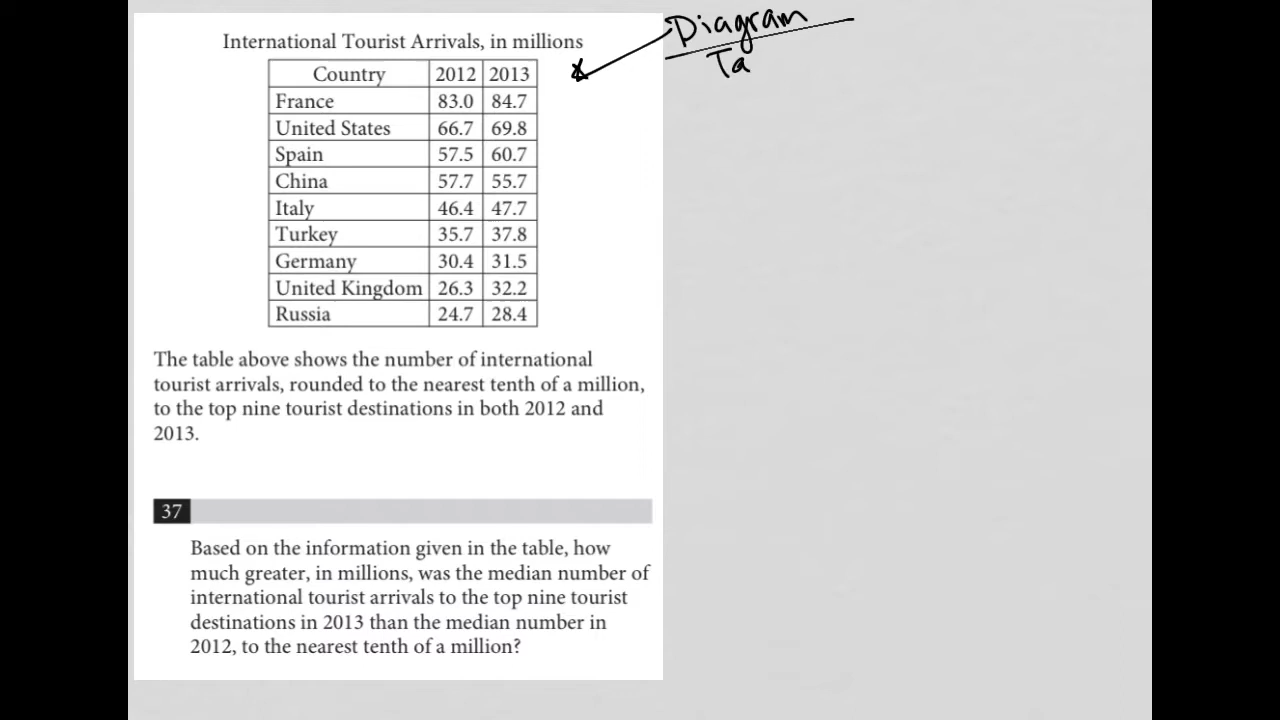 Diagram
Ta
International Tourist Arrivals, in millions
Country 2012 2013
France 83.0 84.7
United States 66.7 69.8
Spain 57.5 60.7
China 57.7 55.7
Italy 46.4 47.7
Turkey 35.7 37.8
Germany 30.4 31.5
United Kingdom 26.3 32.2
Russia 24.7 28.4
The table above shows the number of international
tourist arrivals, rounded to the nearest tenth of a million,
to the top nine tourist destinations in both 2012 and
2013.
37
Based on the information given in the table, how
much greater, in millions, was the median number of
international tourist arrivals to the top nine tourist
destinations in 2013 than the median number in
2012, to the nearest tenth of a million?